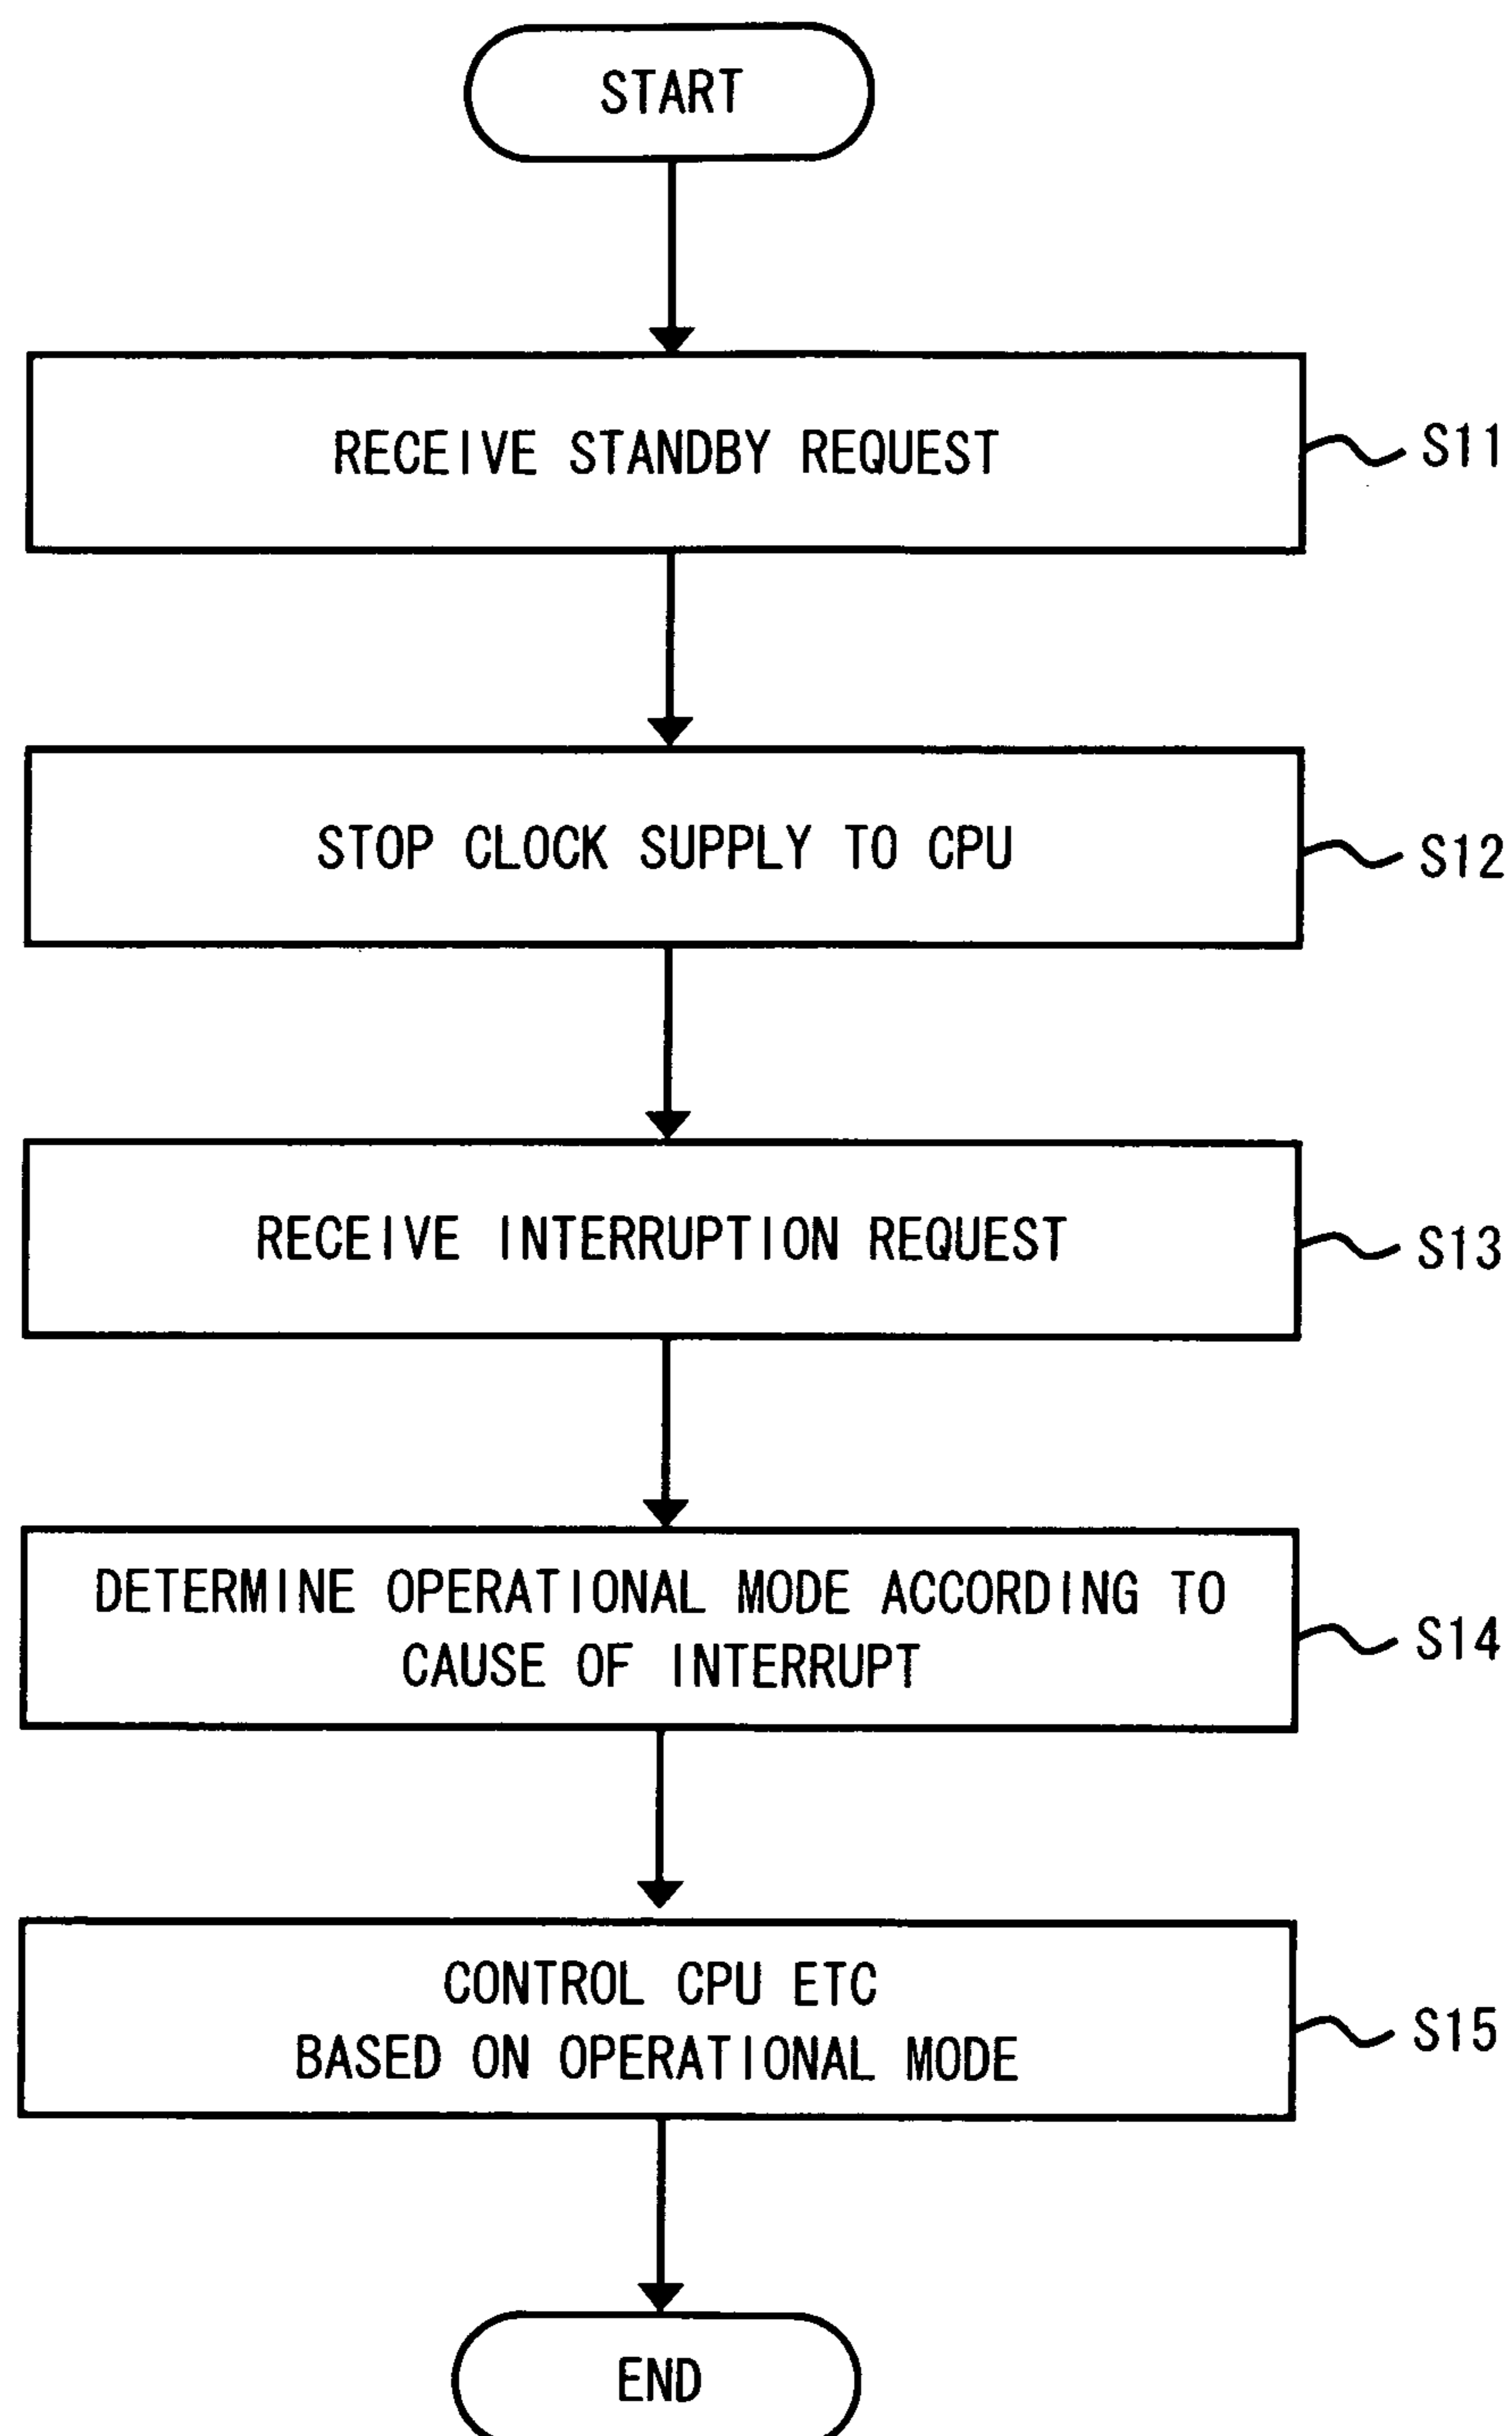 START
RECEIVE STANDBY REQUEST
S11
STOP CLOCK SUPPLY TO CPU
S12
RECEIVE INTERRUPTION REQUEST
S13
DETERMINE OPERATIONAL MODE ACCORDING TO
CAUSE OF INTERRUPT
S14
CONTROL CPU ETC
BASED ON OPERATIONAL MODE
S15
END